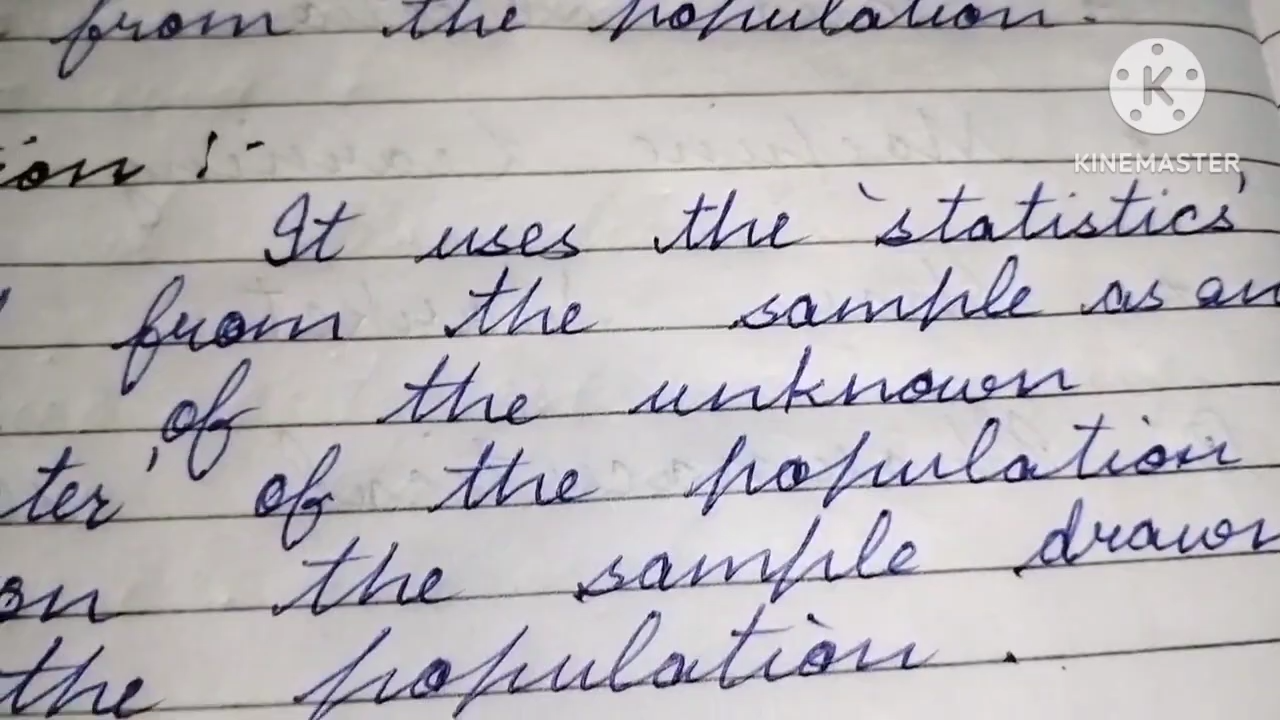 from the population.
KINEMASTER
ion :-
It uses the 'statistics'
from the sample as an
of the unknown
ter' of the population
on the sample drawn
the population.